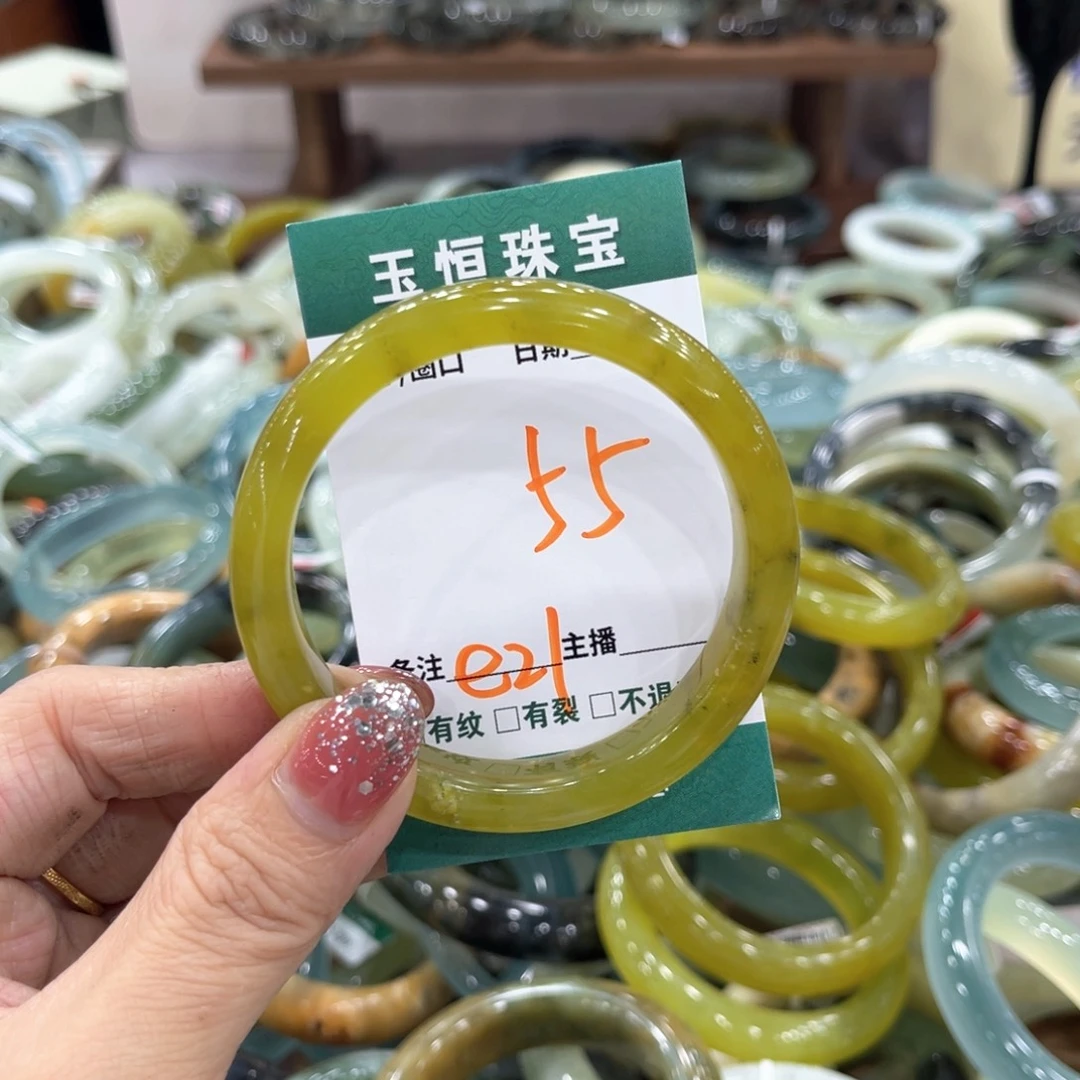 玉恒珠宝
/圈口 日期
55
备注 021 主播
有纹 □有裂 □不退